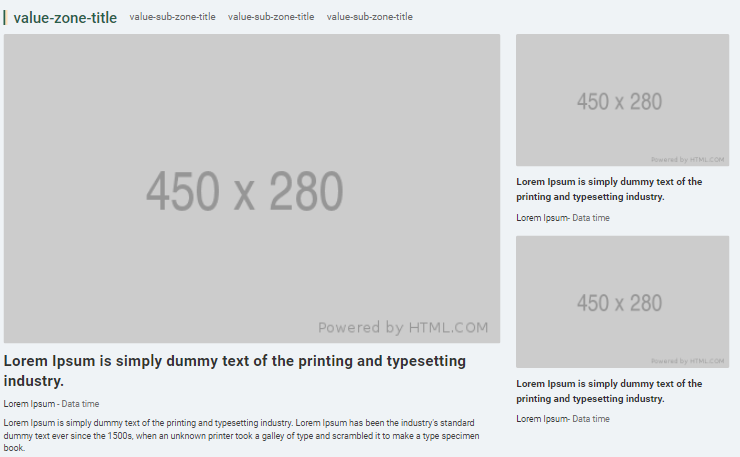 value-zone-title value-sub-zone-title value-sub-zone-title value-sub-zone-title
450 x 280
Powered by HTML.COM
Lorem Ipsum is simply dummy text of the printing and typesetting
industry.
Lorem Ipsum - Data time
Lorem Ipsum is simply dummy text of the printing and typesetting industry. Lorem Ipsum has been the industry's standard
dummy text ever since the 1500s, when an unknown printer took a galley of type and scrambled it to make a type specimen
book.
450 x 280
Powered by HTML.COM
Lorem Ipsum is simply dummy text of the
printing and typesetting industry.
Lorem Ipsum- Data time
450 x 280
Powered by HTML.COM
Lorem Ipsum is simply dummy text of the
printing and typesetting industry.
Lorem Ipsum- Data time